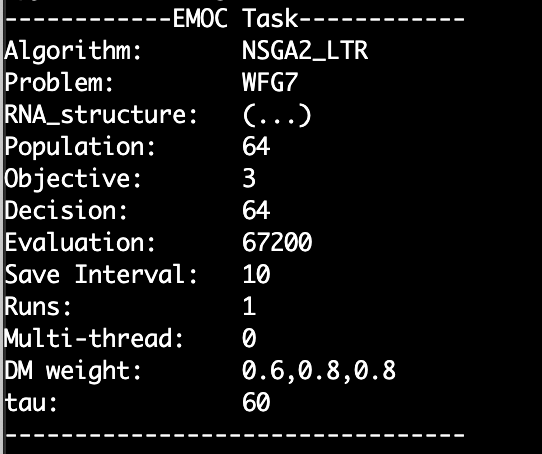 ------------EMOC Task------------
Algorithm: NSGA2_LTR
Problem: WFG7
RNA_structure: (...)
Population: 64
Objective: 3
Decision: 64
Evaluation: 67200
Save Interval: 10
Runs: 1
Multi-thread: 0
DM weight: 0.6,0.8,0.8
tau: 60
---------------------------------